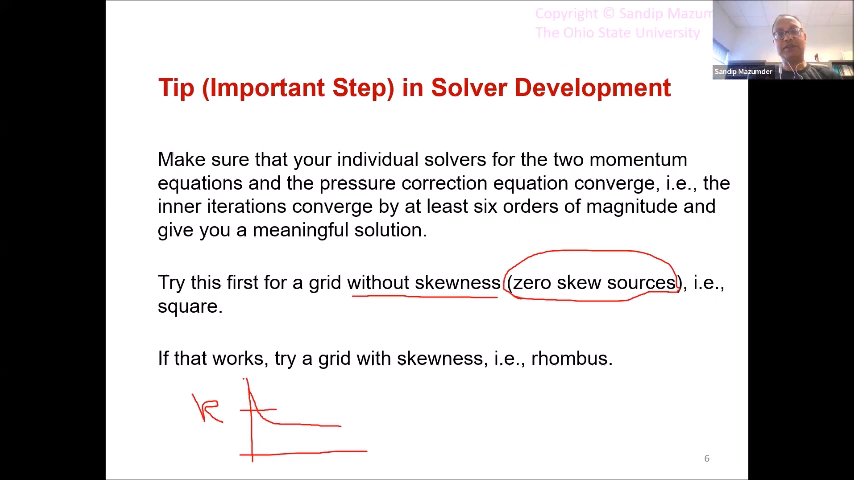 Copyright © Sandip Mazum
The Ohio State University
Sandip Mazumder
Tip (Important Step) in Solver Development
Make sure that your individual solvers for the two momentum
equations and the pressure correction equation converge, i.e., the
inner iterations converge by at least six orders of magnitude and
give you a meaningful solution.
Try this first for a grid without skewness (zero skew sources), i.e.,
square.
If that works, try a grid with skewness, i.e., rhombus.
R
6